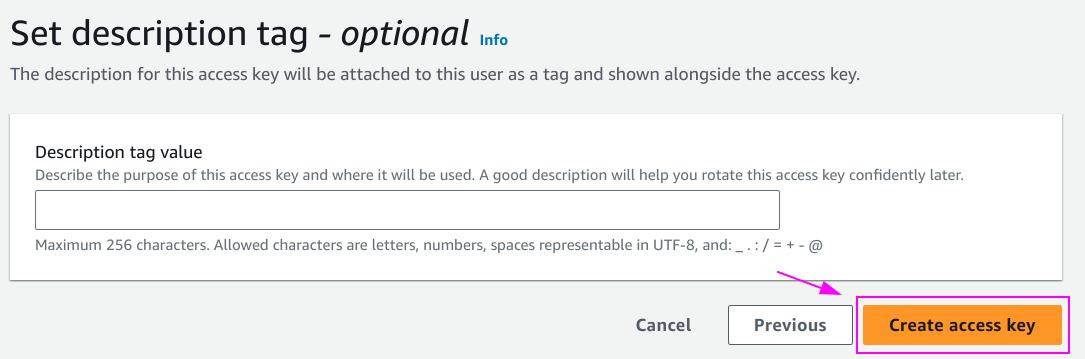 Set description tag - optional Info
The description for this access key will be attached to this user as a tag and shown alongside the access key.
Description tag value
Describe the purpose of this access key and where it will be used. A good description will help you rotate this access key confidently later.
Maximum 256 characters. Allowed characters are letters, numbers, spaces representable in UTF-8, and: _ . : / = + - @
Cancel Previous Create access key